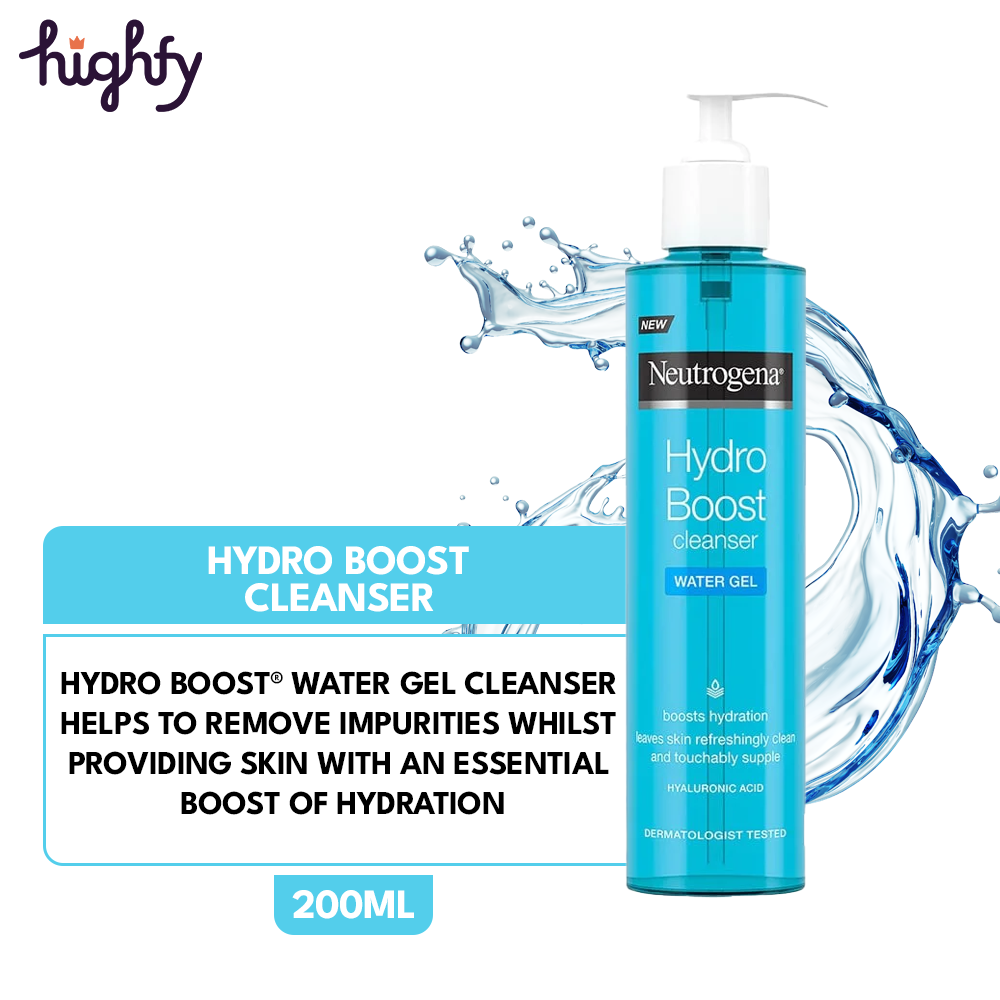 highfy
HYDRO BOOST
CLEANSER
HYDRO BOOST® WATER GEL CLEANSER
HELPS TO REMOVE IMPURITIES WHILST
PROVIDING SKIN WITH AN ESSENTIAL
BOOST OF HYDRATION
200ML
NEW
Neutrogena®
Hydro
Boost
cleanser
WATER GEL
boosts hydration
leaves skin refreshingly clean
and touchably supple
HYALURONIC ACID
DERMATOLOGIST TESTED